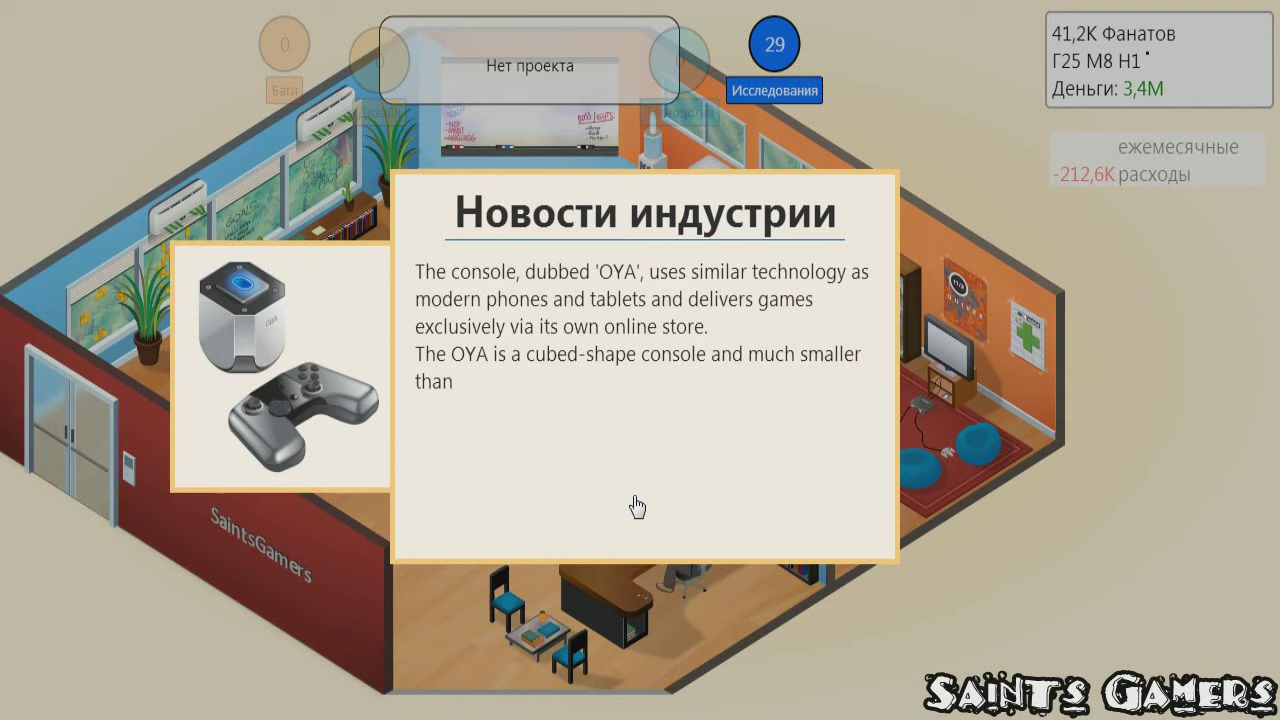 0
Баги
Нет проекта
29
Исследования
41,2K Фанатов
Г25 М8 Н1
Деньги: 3,4M
ежемесячные
-212,6K расходы
Новости индустрии
The console, dubbed 'OYA', uses similar technology as
modern phones and tablets and delivers games
exclusively via its own online store.
The OYA is a cubed-shape console and much smaller
than
SaintsGamers
SAINTS GAMERS